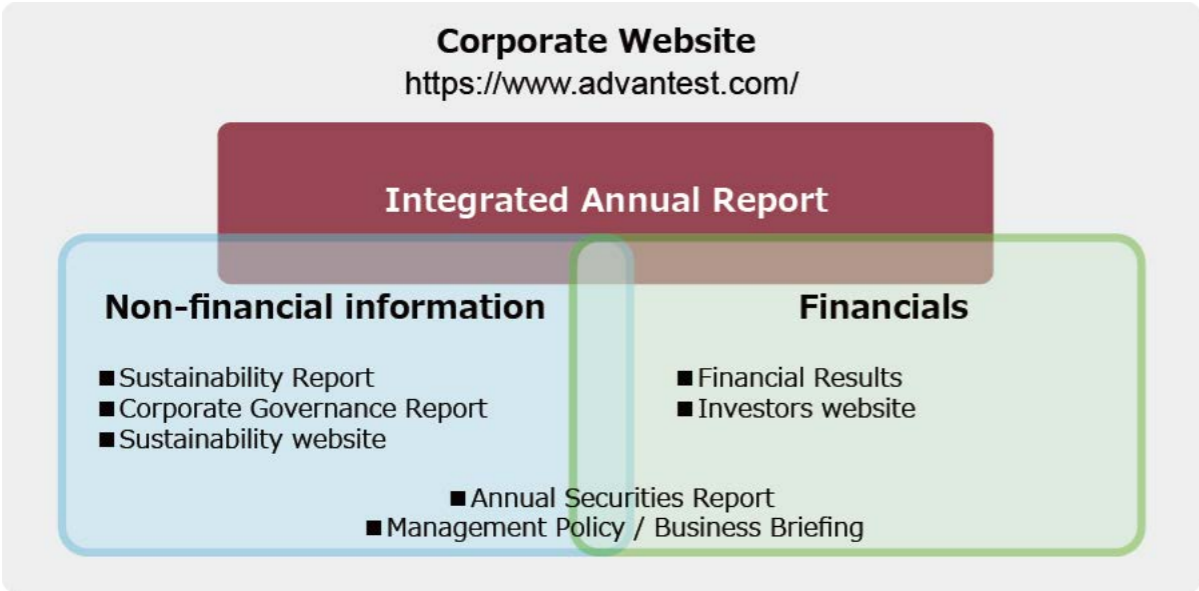 Corporate Website
https://www.advantest.com/
Integrated Annual Report
Non-financial information
■Sustainability Report
■Corporate Governance Report
■Sustainability website
Financials
■Financial Results
■Investors website
■Annual Securities Report
■Management Policy / Business Briefing